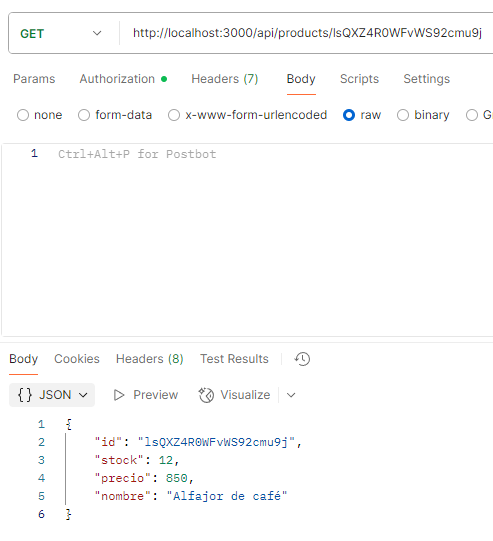 GET http://localhost:3000/api/products/lsQXZ4R0WFvWS92cmu9j
Params Authorization Headers (7) Body Scripts Settings
none form-data x-www-form-urlencoded raw binary G
1 Ctrl+Alt+P for Postbot
Body Cookies Headers (8) Test Results
{} JSON Preview Visualize
1 {
2 "id": "lsQXZ4R0WFvWS92cmu9j",
3 "stock": 12,
4 "precio": 850,
5 "nombre": "Alfajor de café"
6 }